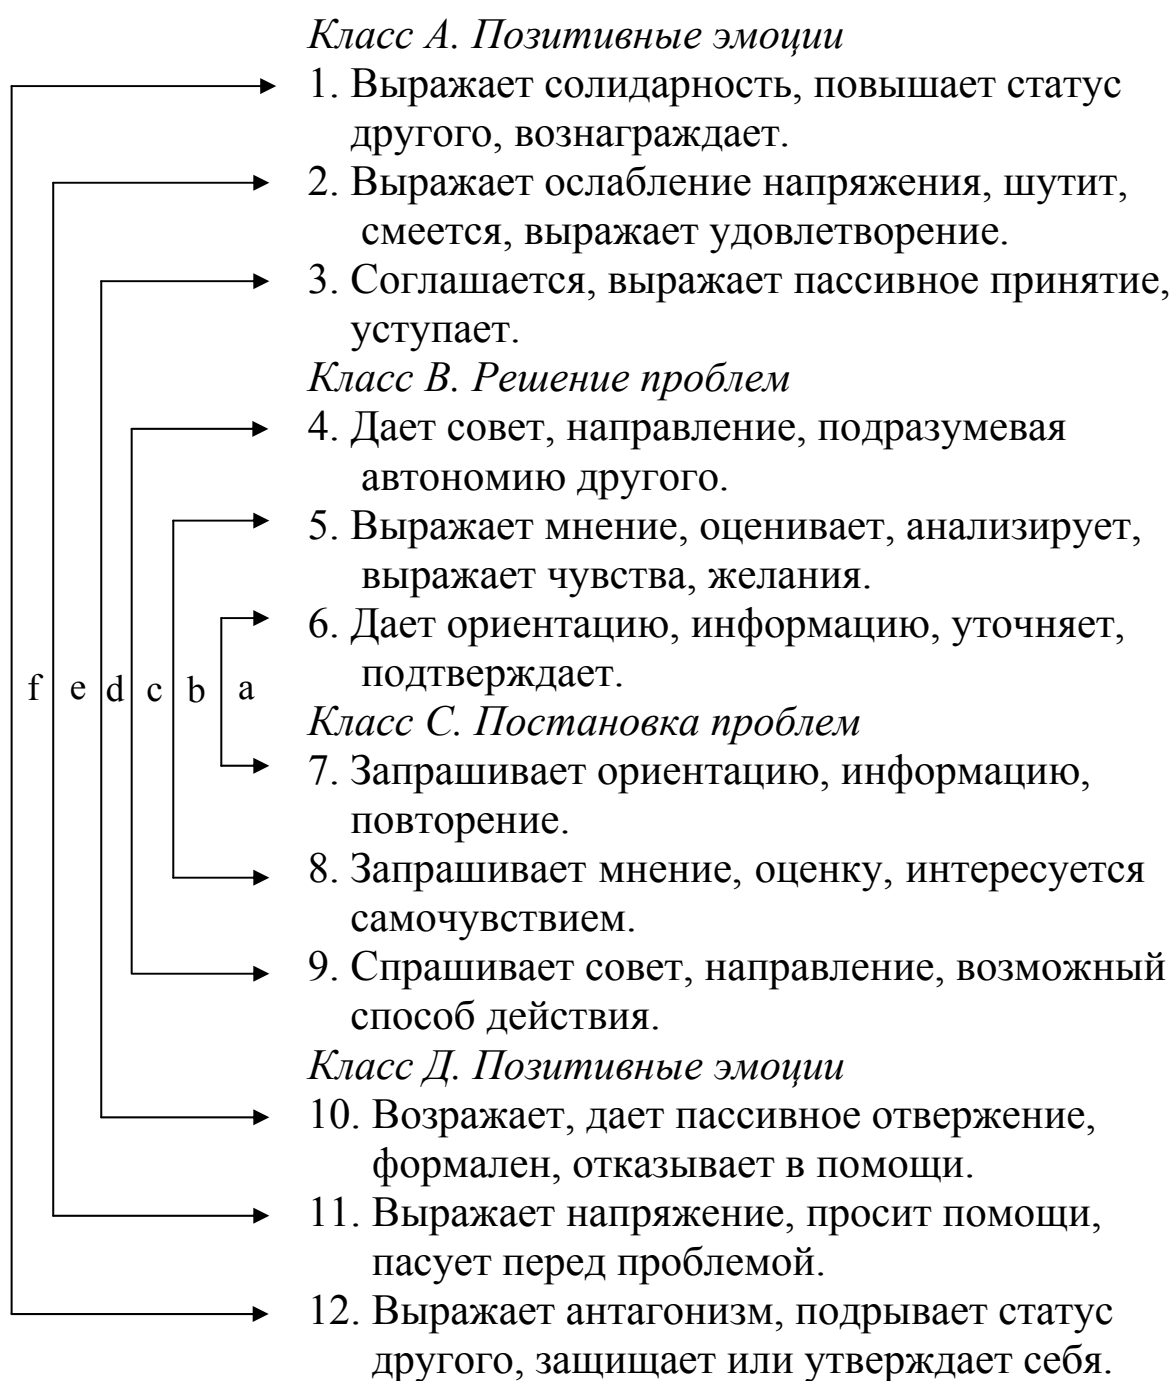 Класс А. Позитивные эмоции
1. Выражает солидарность, повышает статус
другого, вознаграждает.
2. Выражает ослабление напряжения, шутит,
смеется, выражает удовлетворение.
3. Соглашается, выражает пассивное принятие,
уступает.
Класс В. Решение проблем
4. Дает совет, направление, подразумевая
автономию другого.
5. Выражает мнение, оценивает, анализирует,
выражает чувства, желания.
6. Дает ориентацию, информацию, уточняет,
подтверждает.
f e d c b a
Класс С. Постановка проблем
7. Запрашивает ориентацию, информацию,
повторение.
8. Запрашивает мнение, оценку, интересуется
самочувствием.
9. Спрашивает совет, направление, возможный
способ действия.
Класс Д. Позитивные эмоции
10. Возражает, дает пассивное отвержение,
формален, отказывает в помощи.
11. Выражает напряжение, просит помощи,
пасует перед проблемой.
12. Выражает антагонизм, подрывает статус
другого, защищает или утверждает себя.